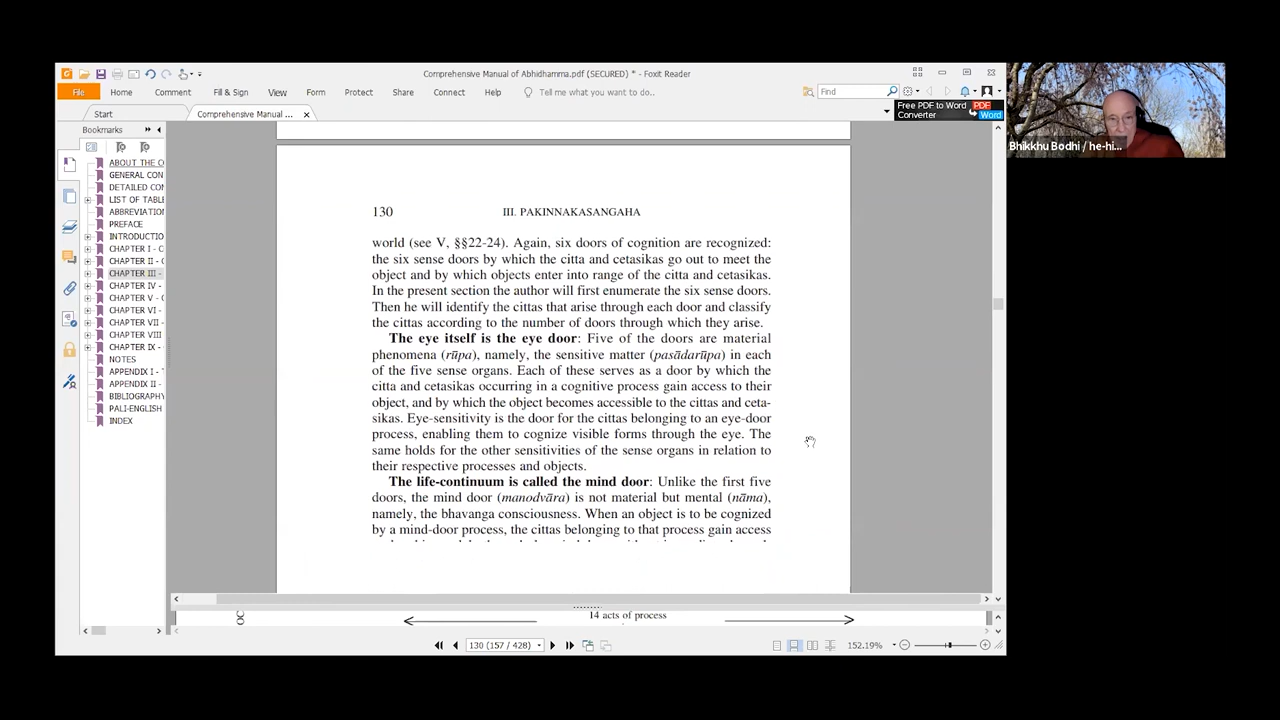 Comprehensive Manual of Abhidhamma.pdf (SECURED) * - Foxit Reader
File Home Comment Fill & Sign View Form Protect Share Connect Help Tell me what you want to do.. Find
Start Comprehensive Manual ...
Free PDF to Word Converter PDF Word
Bookmarks
ABOUT THE C
GENERAL CON
DETAILED CON
LIST OF TABLE
ABBREVIATION
PREFACE
INTRODUCTIO
CHAPTER I - C
CHAPTER II - C
CHAPTER III -
CHAPTER IV -
CHAPTER V - C
CHAPTER VI -
CHAPTER VII -
CHAPTER VIII
CHAPTER IX -
NOTES
APPENDIX I - T
APPENDIX II -
BIBLIOGRAPHY
PALI-ENGLISH
INDEX
130 III. PAKINNAKASANGAHA
world (see V, §§22-24). Again, six doors of cognition are recognized:
the six sense doors by which the citta and cetasikas go out to meet the
object and by which objects enter into range of the citta and cetasikas.
In the present section the author will first enumerate the six sense doors.
Then he will identify the cittas that arise through each door and classify
the cittas according to the number of doors through which they arise.
The eye itself is the eye door: Five of the doors are material
phenomena (rūpa), namely, the sensitive matter (pasādarūpa) in each
of the five sense organs. Each of these serves as a door by which the
citta and cetasikas occurring in a cognitive process gain access to their
object, and by which the object becomes accessible to the cittas and ceta-
sikas. Eye-sensitivity is the door for the cittas belonging to an eye-door
process, enabling them to cognize visible forms through the eye. The
same holds for the other sensitivities of the sense organs in relation to
their respective processes and objects.
The life-continuum is called the mind door: Unlike the first five
doors, the mind door (manodvāra) is not material but mental (nāma),
namely, the bhavanga consciousness. When an object is to be cognized
by a mind-door process, the cittas belonging to that process gain access
14 acts of process
130 (157 / 428) 152.19%
Bhikkhu Bodhi / he-hi...